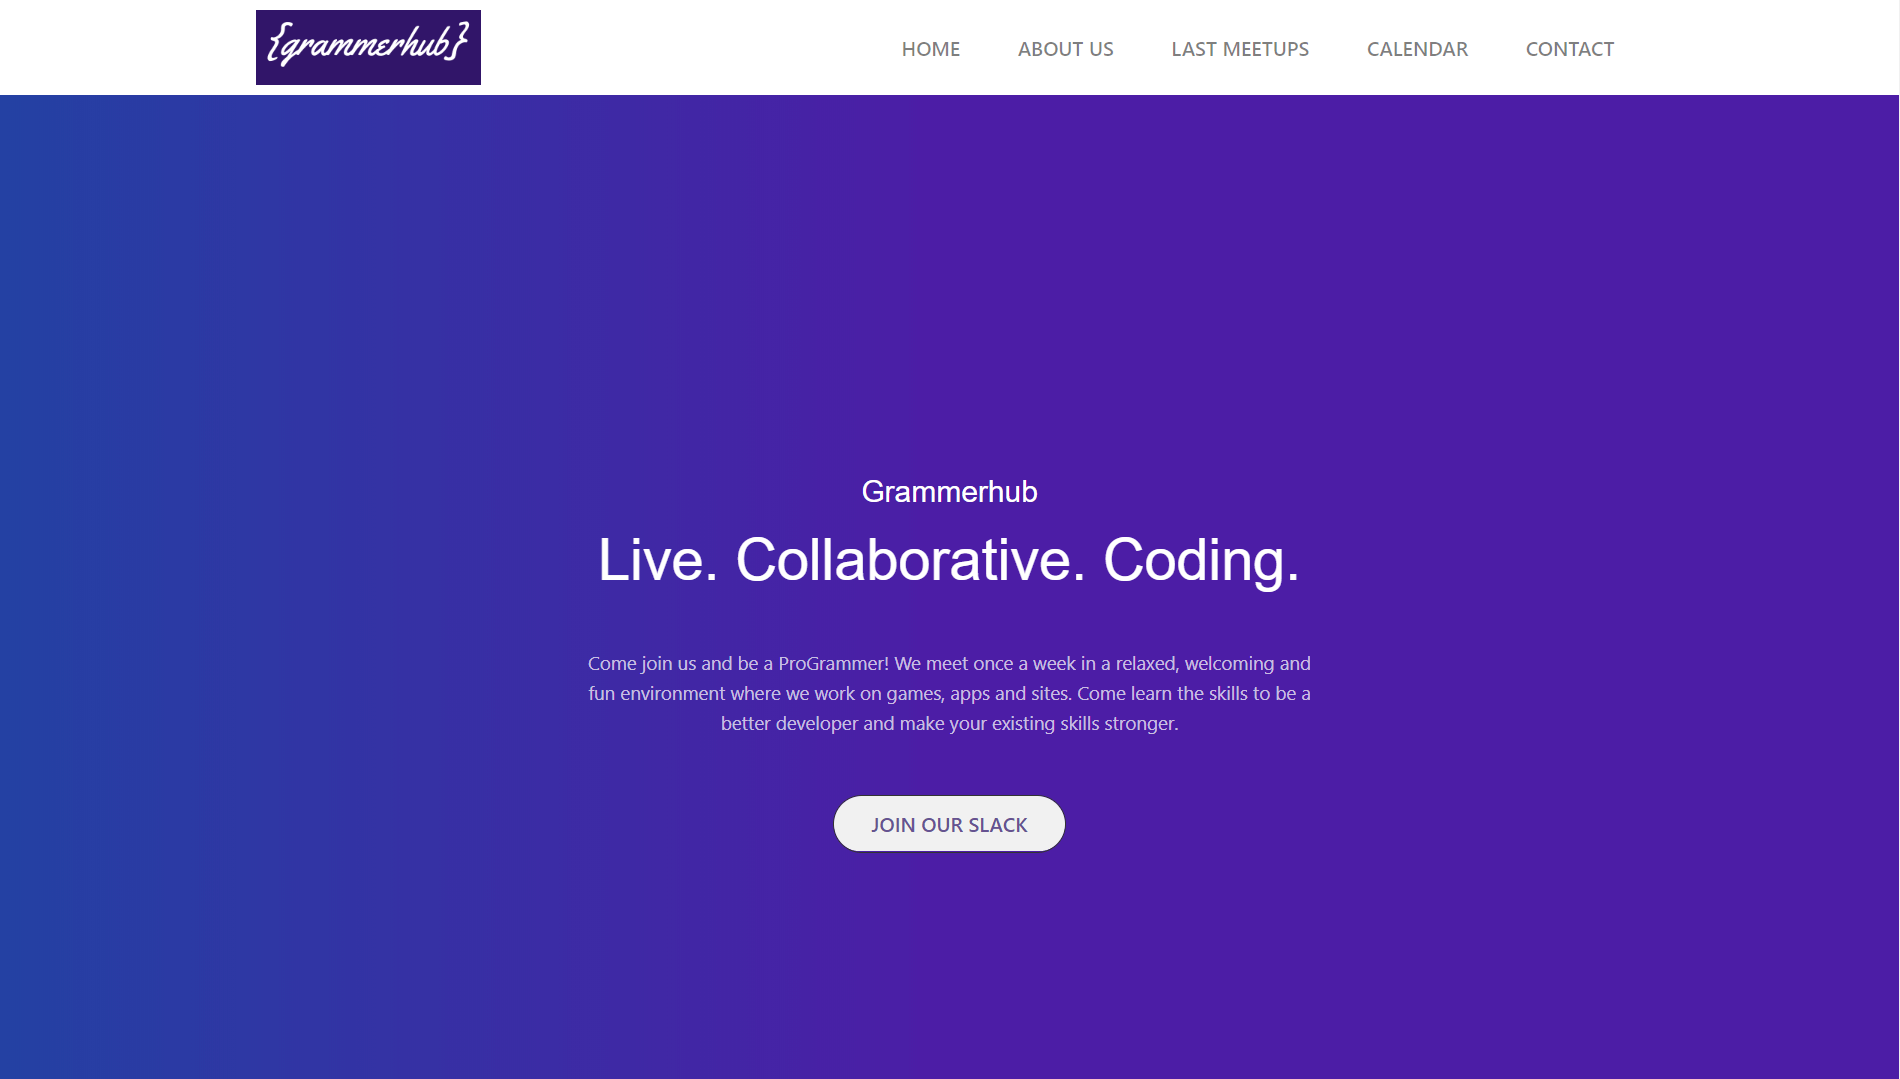 {grammerhub}
HOME ABOUT US LAST MEETUPS CALENDAR CONTACT
Grammerhub
Live. Collaborative. Coding.
Come join us and be a ProGrammer! We meet once a week in a relaxed, welcoming and
fun environment where we work on games, apps and sites. Come learn the skills to be a
better developer and make your existing skills stronger.
JOIN OUR SLACK